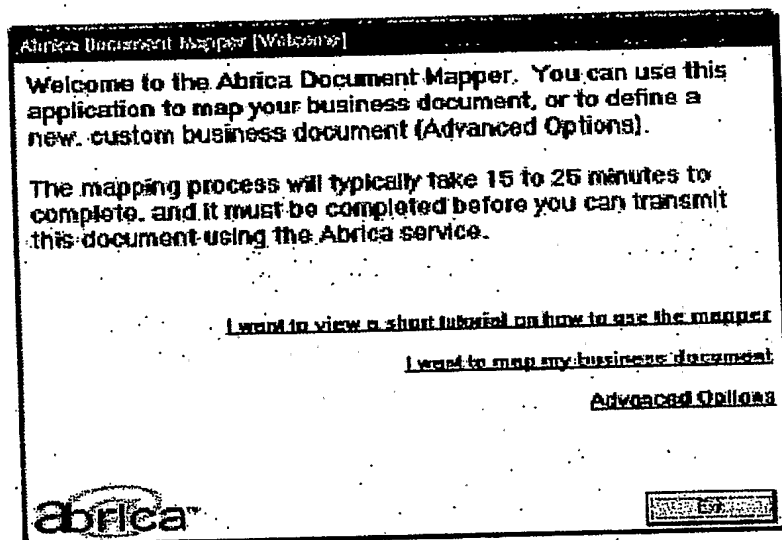 Abrica Document Mapper [Welcome]
Welcome to the Abrica Document Mapper. You can use this
application to map your business document, or to define a
new, custom business document (Advanced Options).
The mapping process will typically take 15 to 25 minutes to
complete, and it must be completed before you can transmit
this document using the Abrica service.
I want to view a short tutorial on how to use the mapper
I want to map my business document
Advanced Options
abrica™
Exit